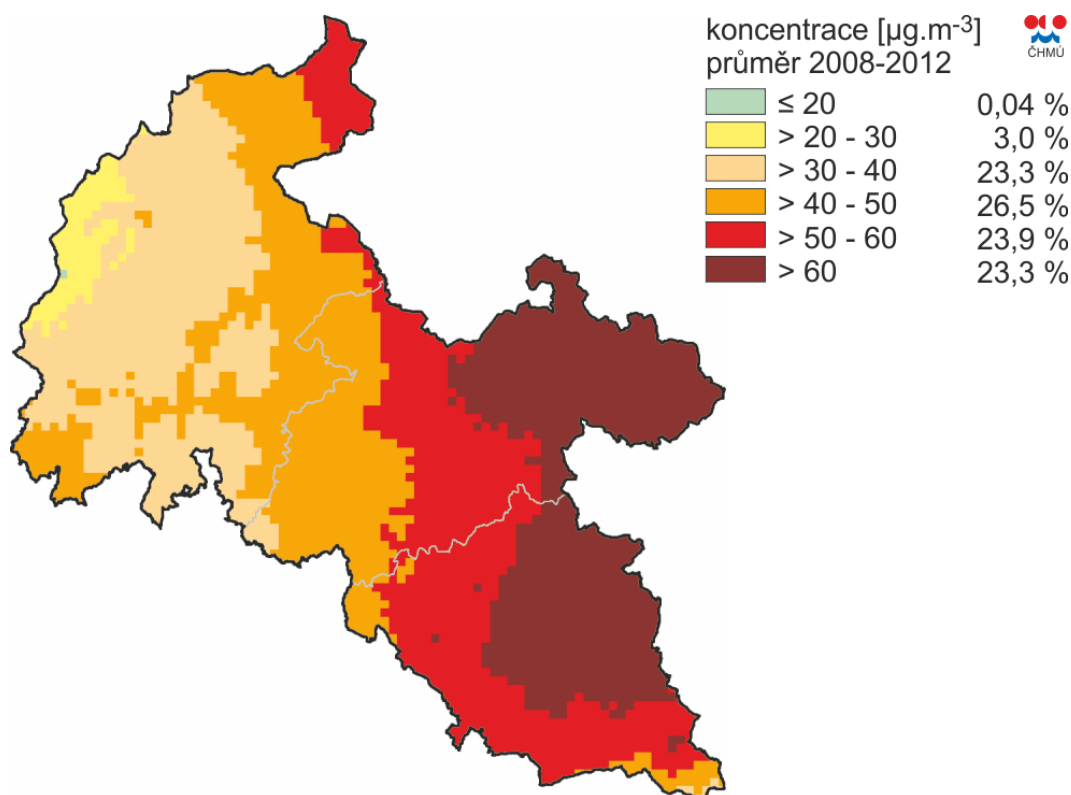 koncentrace [µg.m-3]
průměr 2008-2012
ČHMÚ
≤ 20 0,04 %
> 20 - 30 3,0 %
> 30 - 40 23,3 %
> 40 - 50 26,5 %
> 50 - 60 23,9 %
> 60 23,3 %